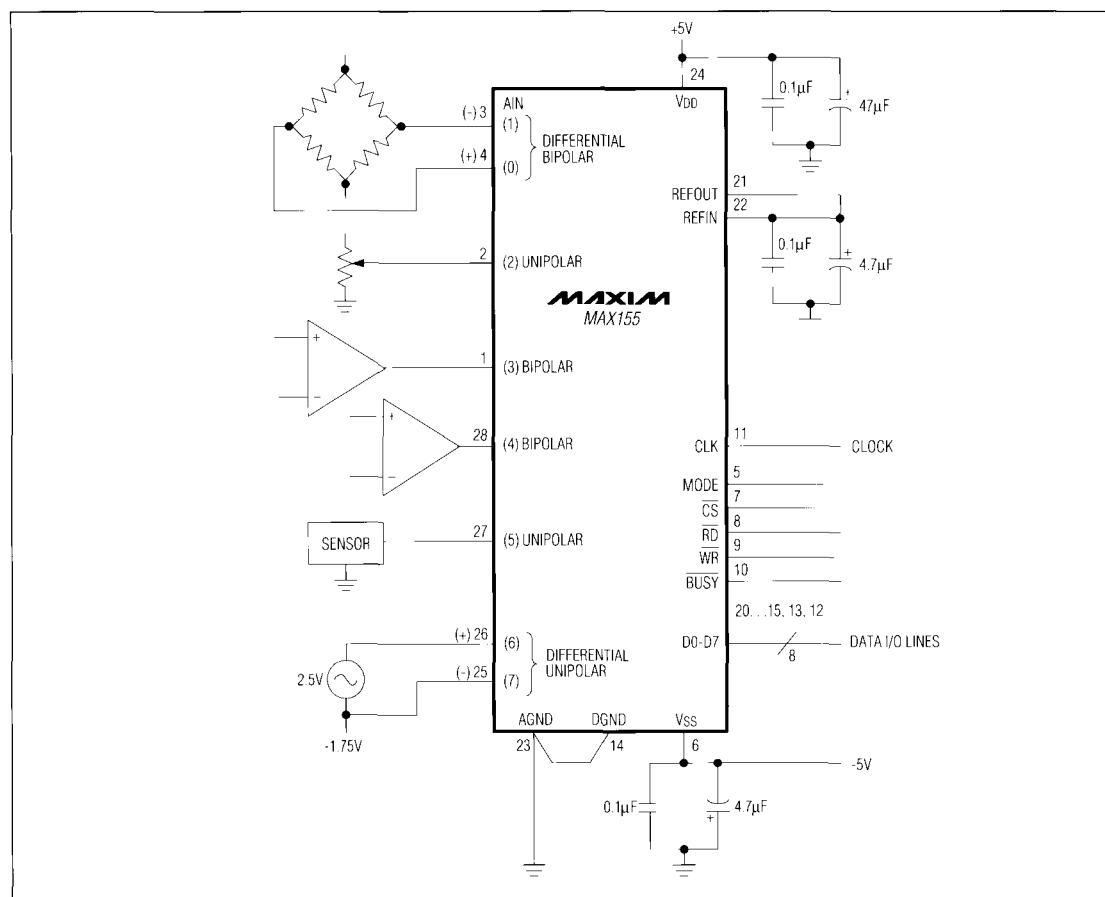 +5V
24
VDD
0.1µF
47µF
AIN
(-) 3
(1)
DIFFERENTIAL
BIPOLAR
(+) 4
(0)
21
REFOUT
22
REFIN
0.1µF
4.7µF
2
(2) UNIPOLAR
MAXIM
MAX155
1
(3) BIPOLAR
28
(4) BIPOLAR
11
CLK
CLOCK
5
MODE
7
CS
8
RD
9
WR
10
BUSY
SENSOR
27
(5) UNIPOLAR
20. . .15, 13, 12
D0-D7
8
DATA I/O LINES
2.5V
(+) 26
(6)
DIFFERENTIAL
UNIPOLAR
(-) 25
(7)
-1.75V
AGND
DGND
VSS
23
14
6
-5V
0.1µF
4.7µF